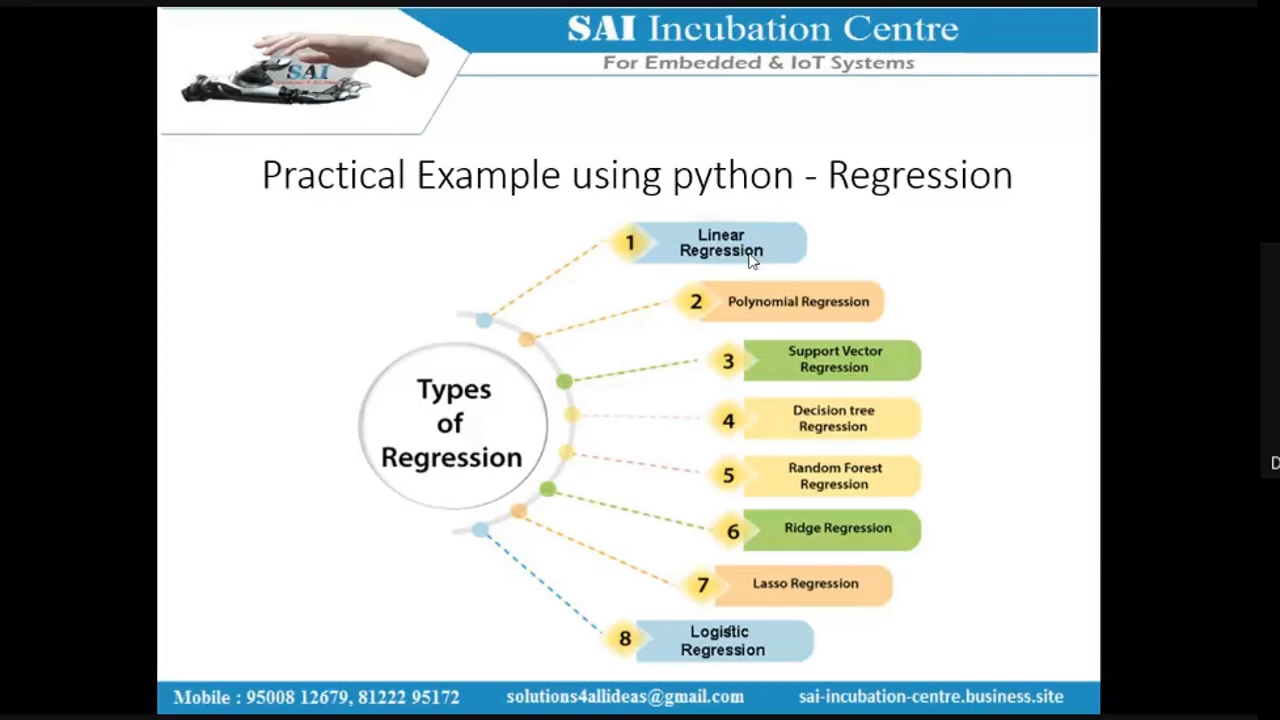 SAI Incubation Centre
For Embedded & IoT Systems
SAI
Practical Example using python - Regression
Types
of
Regression
1
Linear
Regression
2
Polynomial Regression
3
Support Vector
Regression
4
Decision tree
Regression
5
Random Forest
Regression
6
Ridge Regression
7
Lasso Regression
8
Logistic
Regression
D
Mobile : 95008 12679, 81222 95172
solutions4allideas@gmail.com
sai-incubation-centre.business.site